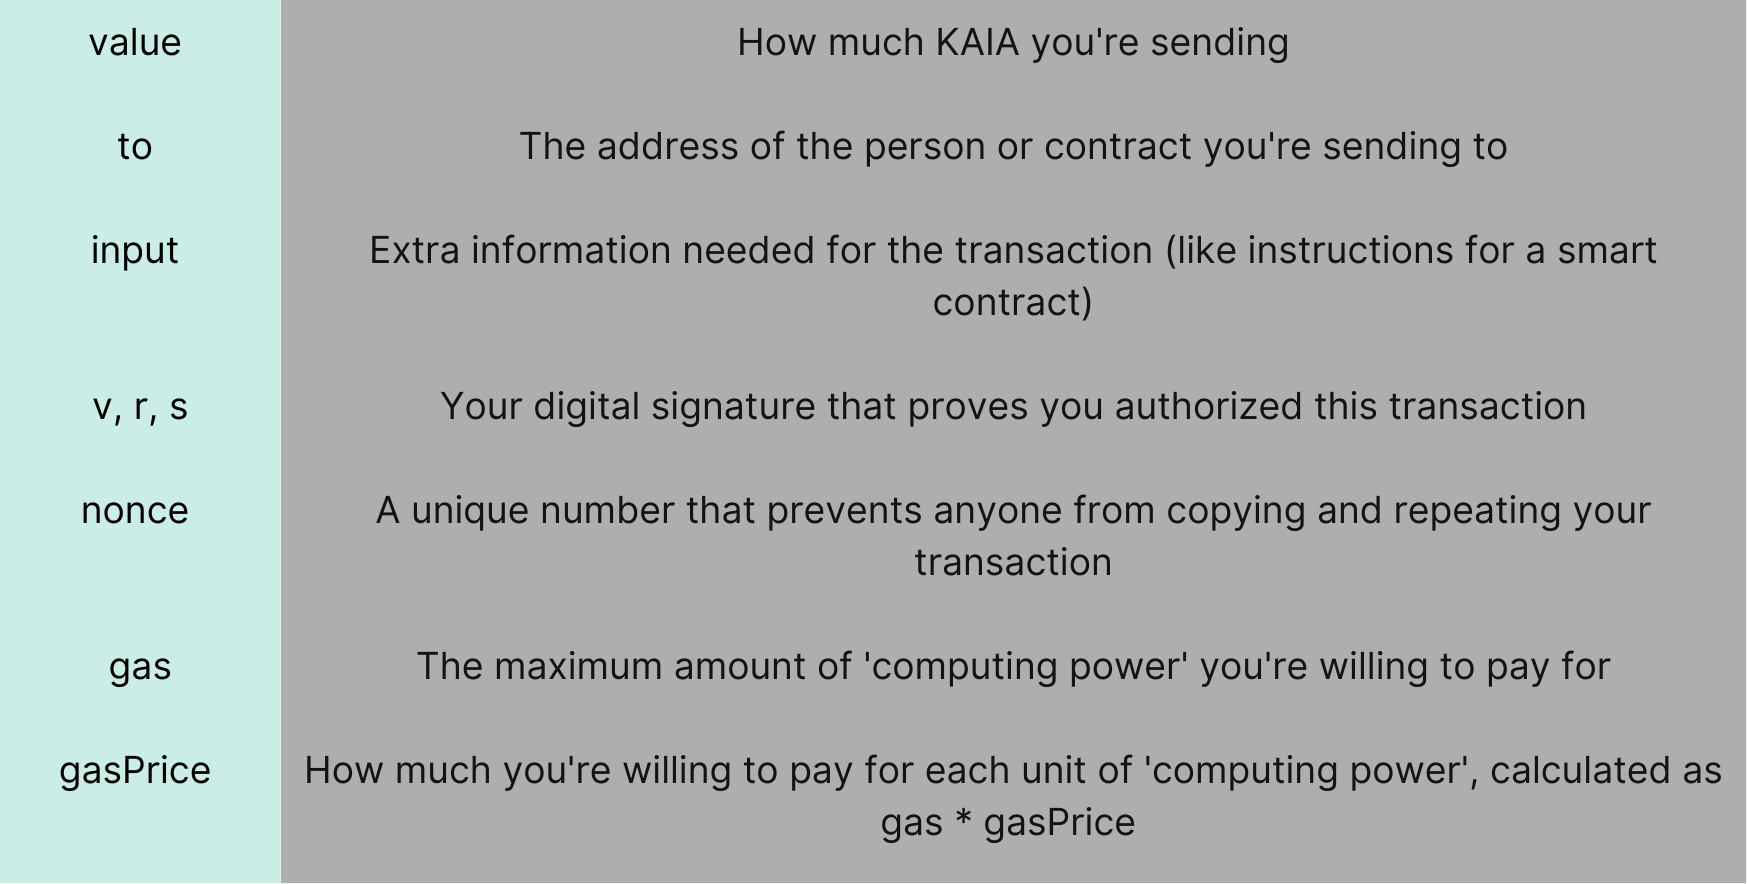 value
How much KAIA you're sending
to
The address of the person or contract you're sending to
input
Extra information needed for the transaction (like instructions for a smart
contract)
v, r, s
Your digital signature that proves you authorized this transaction
nonce
A unique number that prevents anyone from copying and repeating your
transaction
gas
The maximum amount of 'computing power' you're willing to pay for
gasPrice
How much you're willing to pay for each unit of 'computing power', calculated as
gas * gasPrice